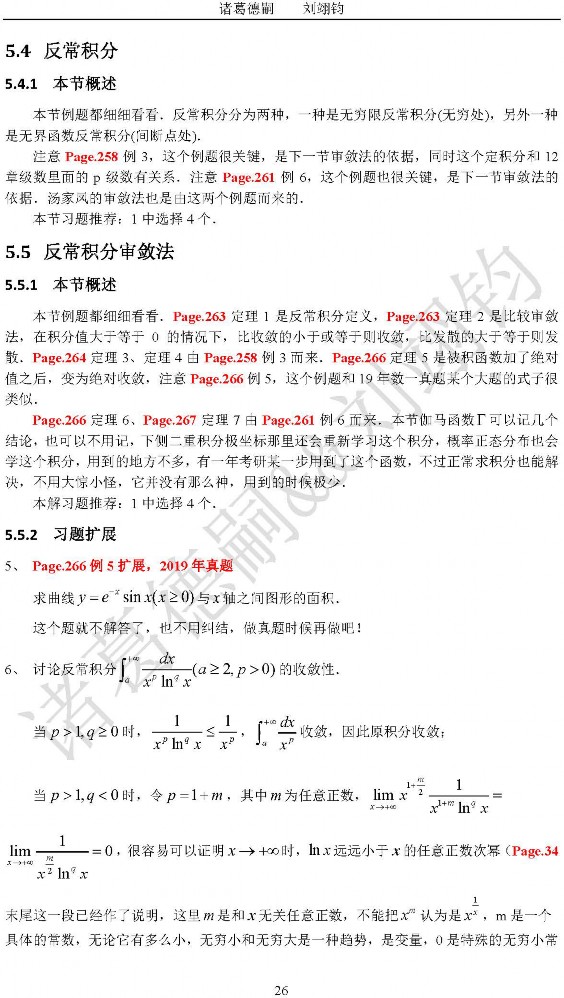 诸葛德嗣 刘翊钧
5.4 反常积分
5.4.1 本节概述
本节例题都细细看看．反常积分分为两种，一种是无穷限反常积分(无穷处)，另外一种
是无界函数反常积分(间断点处)．
注意 Page.258 例 3，这个例题很关键，是下一节审敛法的依据，同时这个定积分和 12
章级数里面的 p 级数有关系．注意 Page.261 例 6，这个例题也很关键，是下一节审敛法的
依据．汤家凤的审敛法也是由这两个例题而来的．
本节习题推荐：1 中选择 4 个．
5.5 反常积分审敛法
5.5.1 本节概述
本节例题都细细看看．Page.263 定理 1 是反常积分定义，Page.263 定理 2 是比较审敛
法，在积分值大于等于 0 的情况下，比收敛的小于或等于则收敛，比发散的大于等于则发
散．Page.264 定理 3、定理 4 由 Page.258 例 3 而来．Page.266 定理 5 是被积函数加了绝对
值之后，变为绝对收敛，注意 Page.266 例 5，这个例题和 19 年数一真题某个大题的式子很
类似．
Page.266 定理 6、Page.267 定理 7 由 Page.261 例 6 而来，本节伽马函数 Γ 可以记几个
结论，也可以不用记，下侧二重积分极坐标那里还会重新学习这个积分，概率正态分布也会
学这个积分，用到的地方不多，有一年考研某一步用到了这个函数，不过正常求积分也能解
决，不用大惊小怪，它并没有那么神，用到的时候极少．
本解习题推荐：1 中选择 4 个．
5.5.2 习题扩展
5、 Page.266 例 5 扩展，2019 年真题
求曲线 $y=e^{-x}\sin x(x\ge 0)$ 与 $x$ 轴之间图形的面积．
这个题就不解答了，也不用纠结，做真题时候再做吧！
6、 讨论反常积分 $\int_a^{+\infty}\frac{dx}{x^p\ln^q x}(a\ge 2,p>0)$ 的收敛性．
当 $p>1,q\ge 0$ 时，$\frac{1}{x^p\ln^q x}\le\frac{1}{x^p}$，$\int_a^{+\infty}\frac{dx}{x^p}$ 收敛，因此原积分收敛；
当 $p>1,q<0$ 时，令 $p=1+m$，其中 $m$ 为任意正数，$\lim_{x\to+\infty}x^{1+\frac{m}{2}}\frac{1}{x^{1+m}\ln^q x}=$
$\lim_{x\to+\infty}\frac{1}{x^{\frac{m}{2}}\ln^q x}=0$，很容易可以证明 $x\to+\infty$ 时，$\ln x$ 远远小于 $x$ 的任意正数次幂（Page.34
末尾这一段已经作了说明，这里 $m$ 是和 $x$ 无关任意正数，不能把 $x^m$ 认为是 $x^{\frac{1}{x}}$，m 是一个
具体的常数，无论它有多么小，无穷小和无穷大是一种趋势，是变量，0 是特殊的无穷小常
26
诸葛德嗣&&刘翊钧